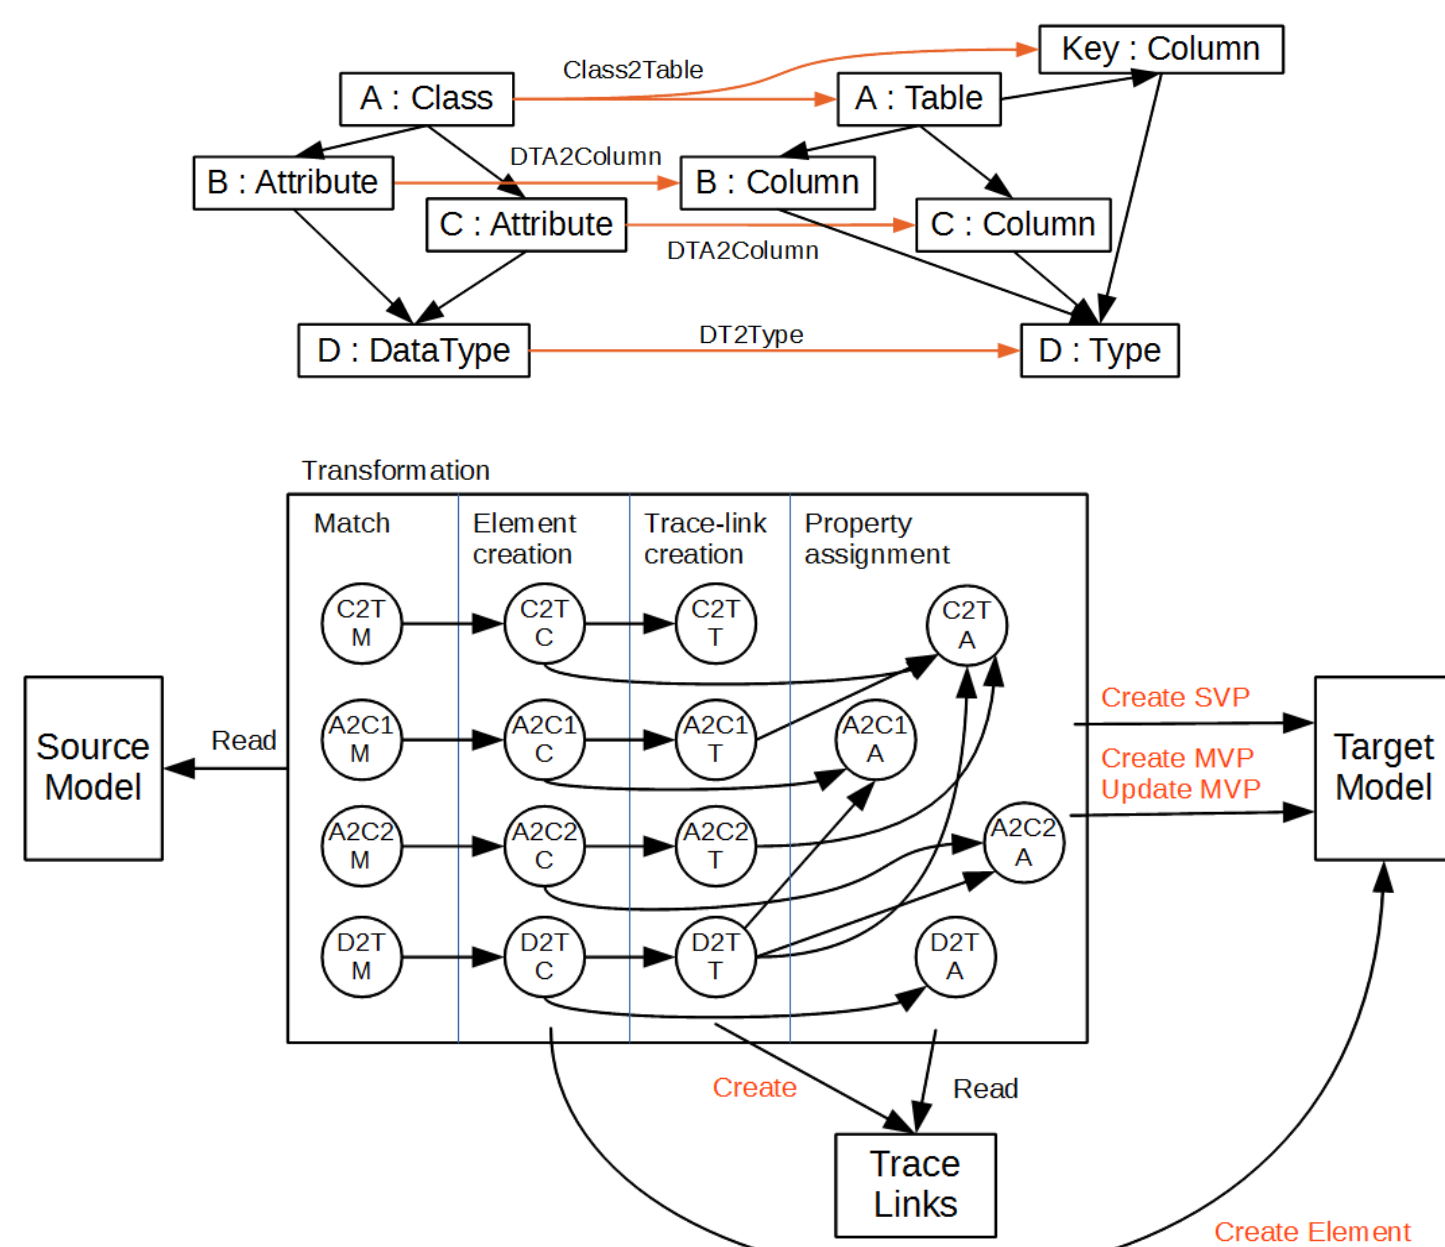 Key : Column
Class2Table
A : Class
A : Table
DTA2Column
B : Attribute
B : Column
C : Attribute
C : Column
DTA2Column
DT2Type
D : DataType
D : Type
Transformation
Match
Element
creation
Trace-link
creation
Property
assignment
C2T
M
C2T
C
C2T
T
C2T
A
A2C1
M
A2C1
C
A2C1
T
A2C1
A
A2C2
M
A2C2
C
A2C2
T
A2C2
A
D2T
M
D2T
C
D2T
T
D2T
A
Source
Model
Read
Create SVP
Create MVP
Update MVP
Target
Model
Create
Read
Trace
Links
Create Element